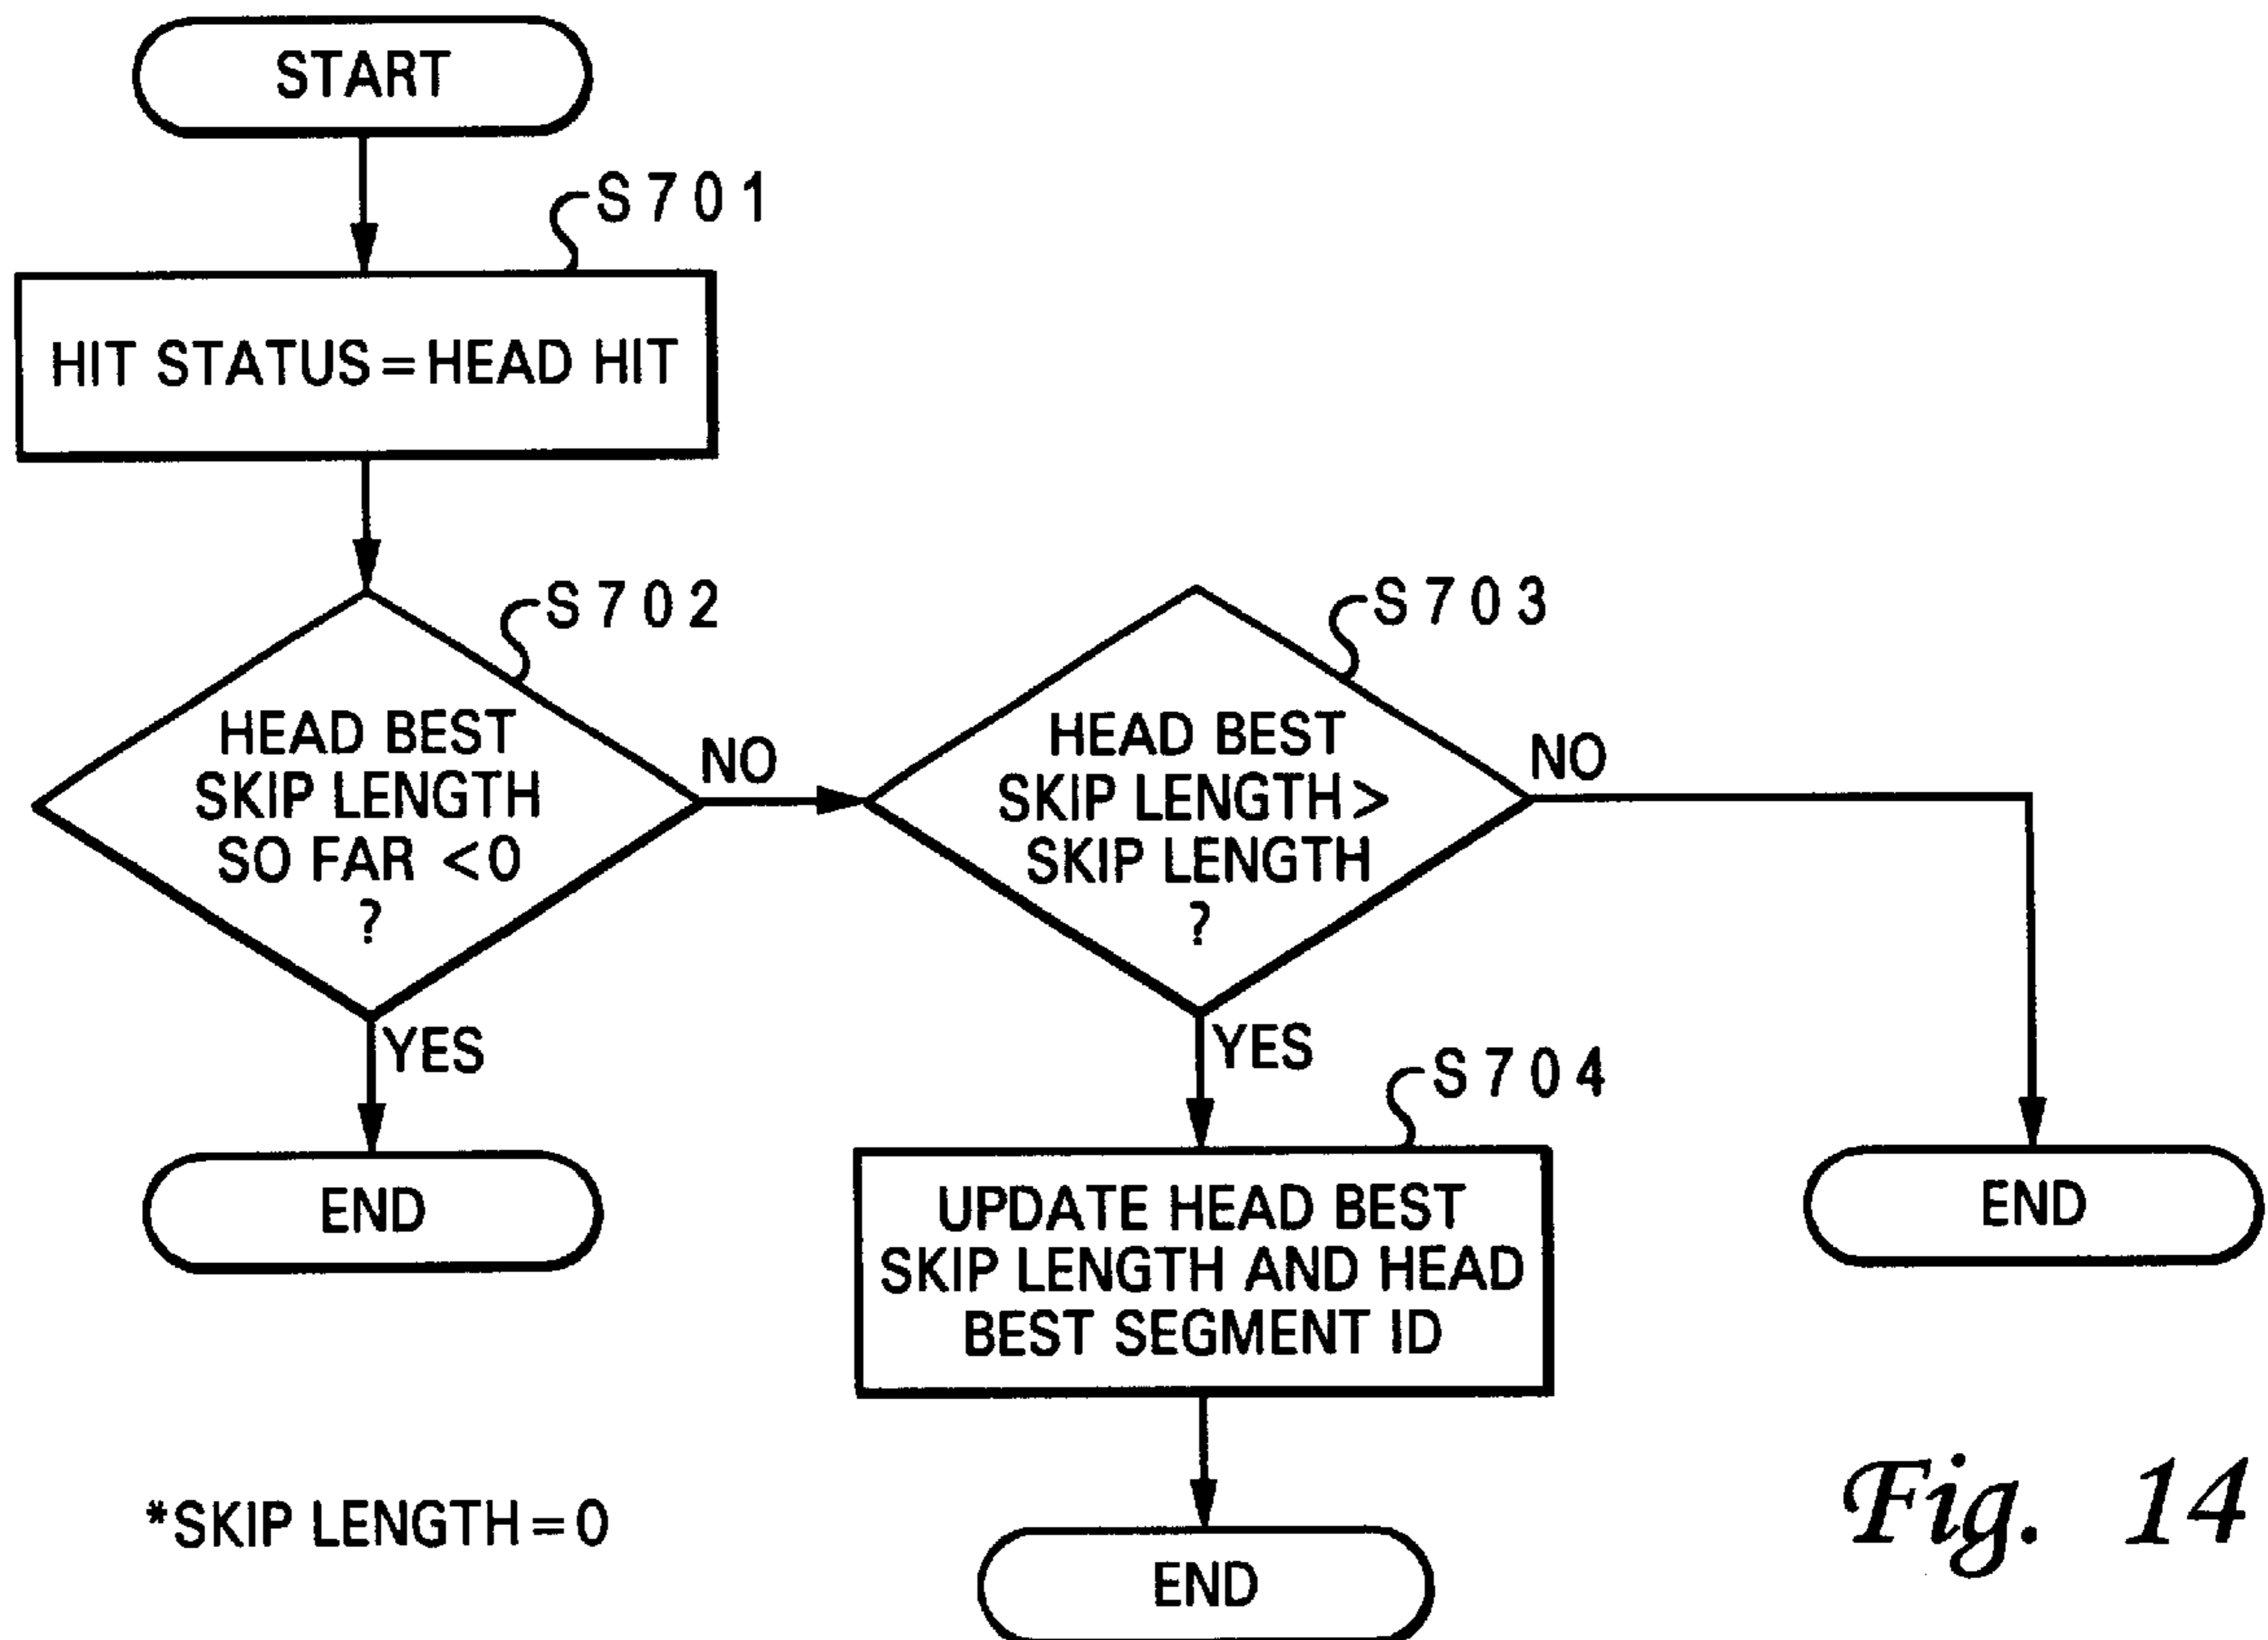 START
S701
HIT STATUS=HEAD HIT
S702
HEAD BEST
SKIP LENGTH
SO FAR <0
?
NO
YES
END
S703
HEAD BEST
SKIP LENGTH>
SKIP LENGTH
?
NO
YES
END
S704
UPDATE HEAD BEST
SKIP LENGTH AND HEAD
BEST SEGMENT ID
END
*SKIP LENGTH=0
Fig. 14